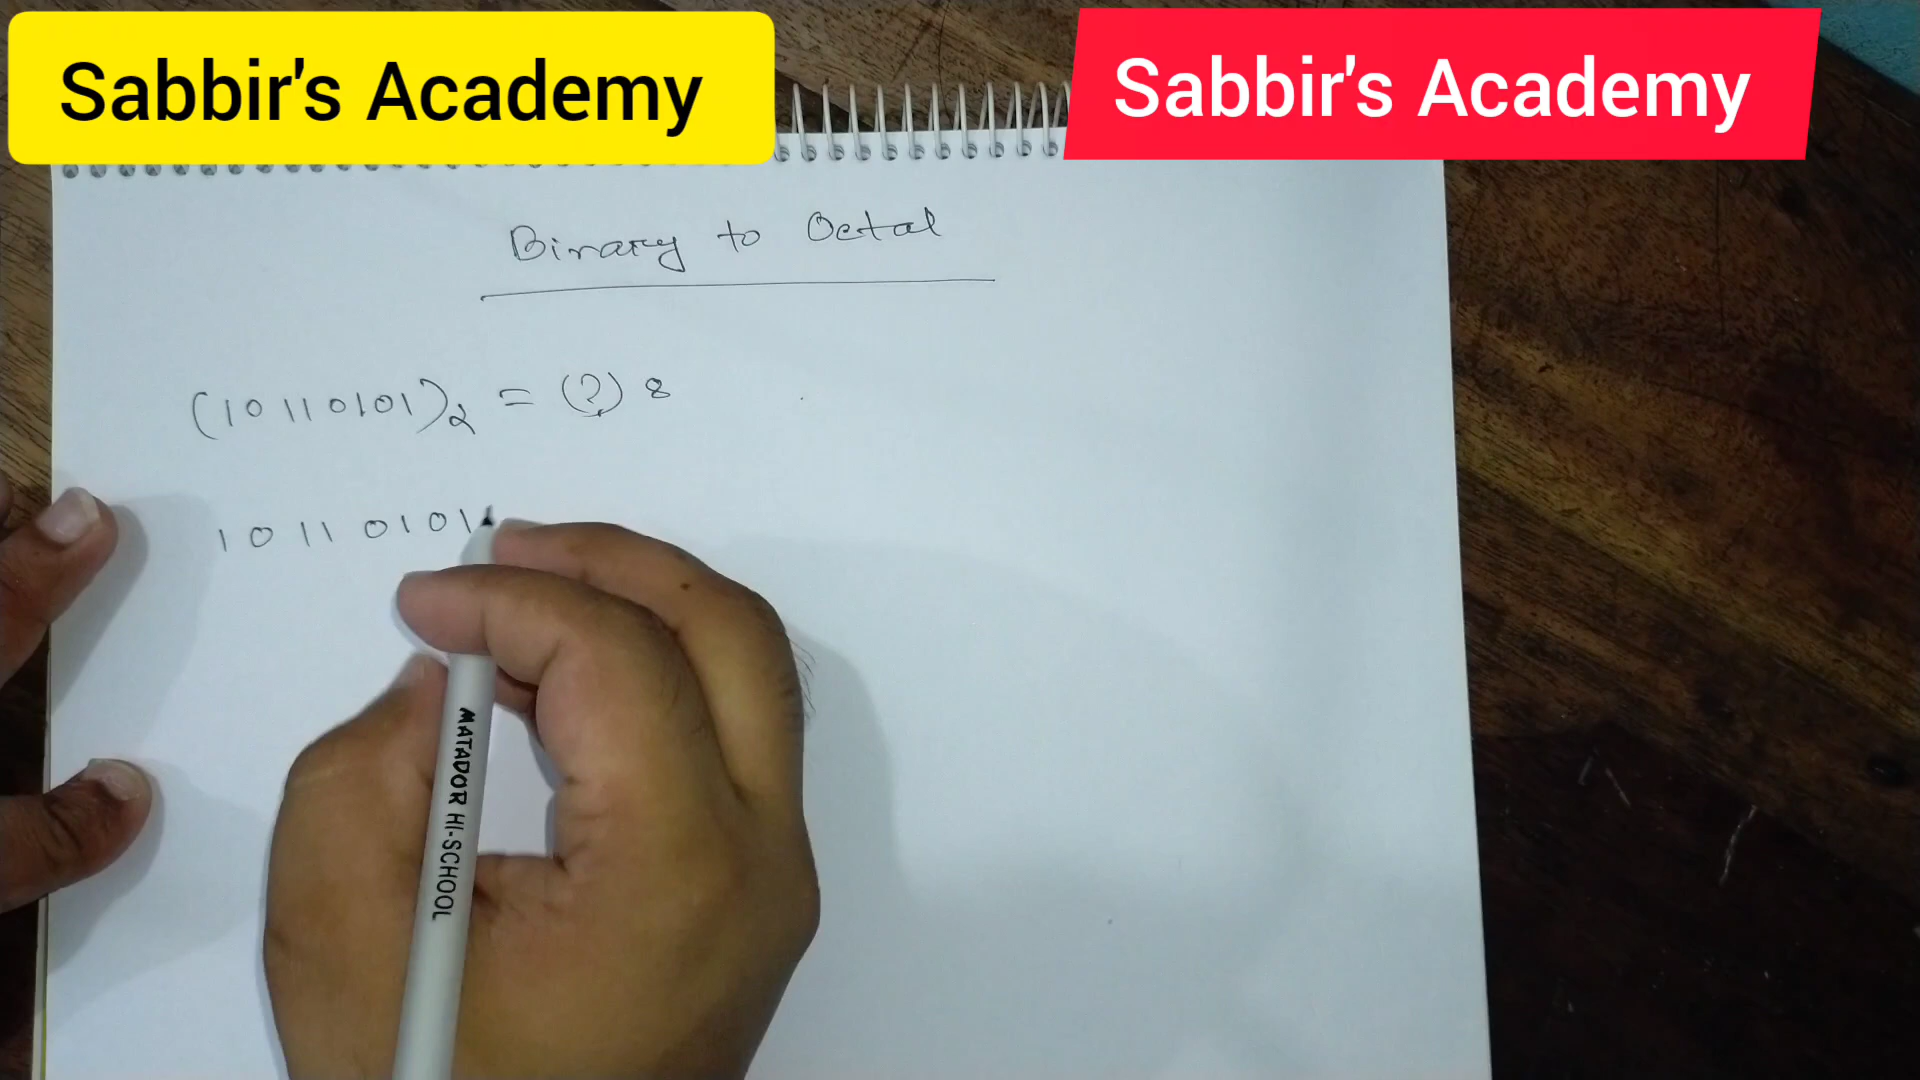 Sabbir's Academy
Sabbir's Academy
Binary to Octal
(10110101)2 = (?) 8
10110101
MATADOR HI-SCHOOL